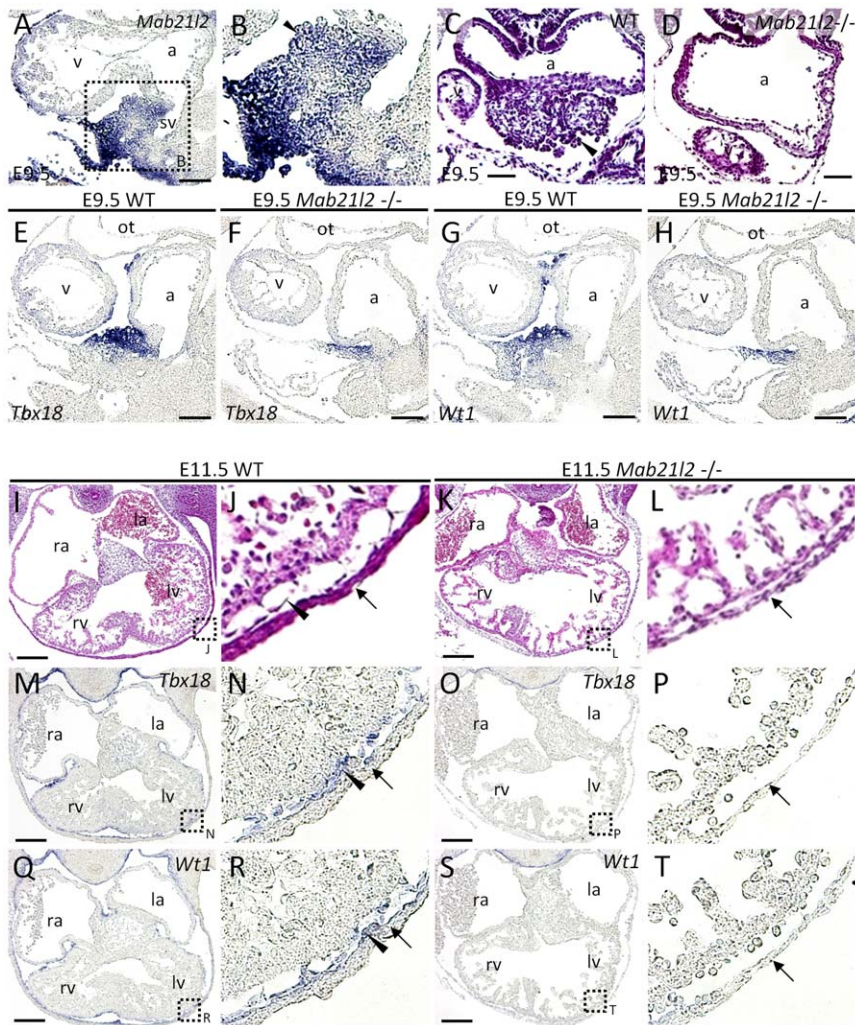 A Mab21l2 B C WT D Mab21l2-/-
v a a a
v
sv
B
E9.5 E9.5 E9.5
E9.5 WT E9.5 Mab21l2 -/- E9.5 WT E9.5 Mab21l2 -/-
E ot F ot G ot H ot
v a v a v a v a
Tbx18 Tbx18 Wt1 Wt1
E11.5 WT E11.5 Mab21l2 -/-
I la J K ra la L
ra
lv rv lv
rv
J L
M Tbx18 N O Tbx18 P
ra la ra la
rv lv rv lv
N P
Q Wt1 R S Wt1 T
ra la ra la
rv lv rv lv
R T